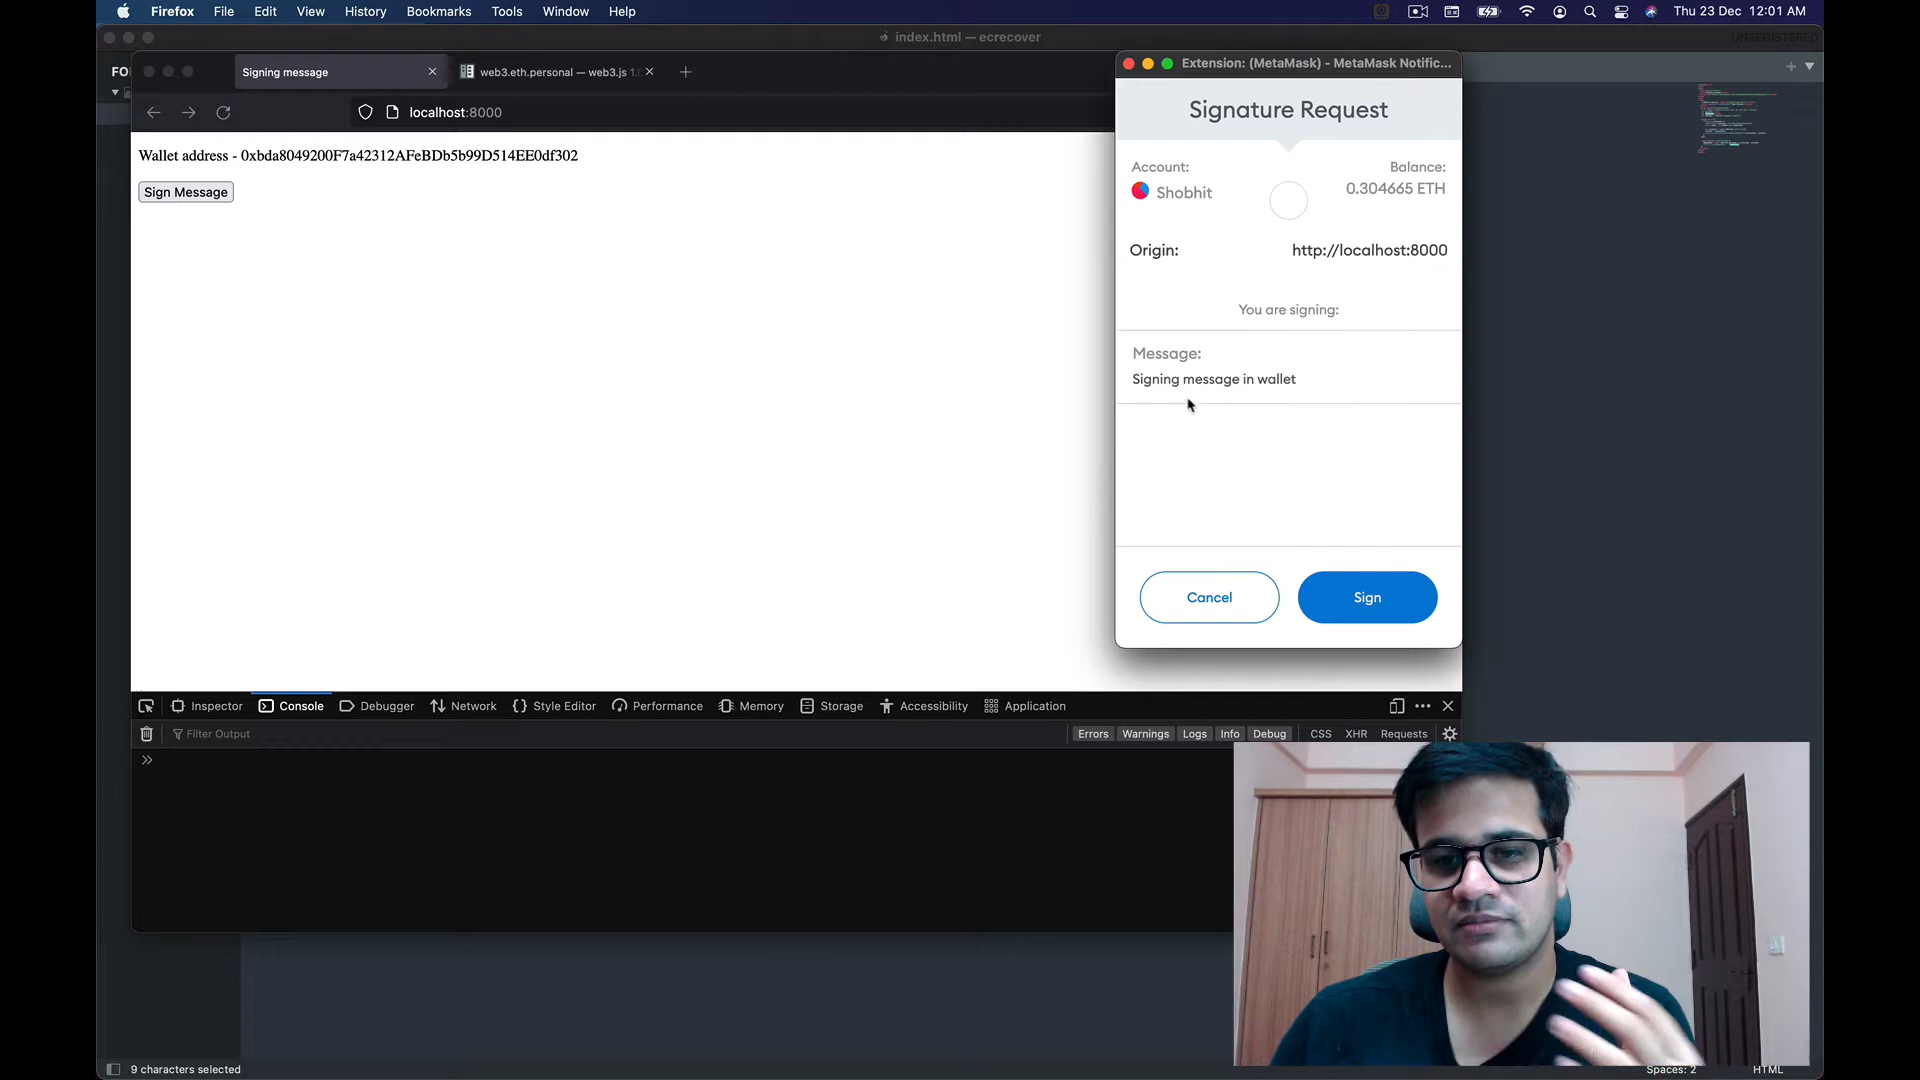 Firefox File Edit View History Bookmarks Tools Window Help Thu 23 Dec 12:01 AM
index.html — ecrecover UNREGISTERED
FO
Signing message web3.eth.personal — web3.js 1.
localhost:8000
Wallet address - 0xbda8049200F7a42312AFeBDb5b99D514EE0df302
Sign Message
Extension: (MetaMask) - MetaMask Notific...
Signature Request
Account: Balance:
Shobhit 0.304665 ETH
Origin: http://localhost:8000
You are signing:
Message:
Signing message in wallet
Cancel Sign
Inspector Console Debugger Network Style Editor Performance Memory Storage Accessibility Application
Filter Output Errors Warnings Logs Info Debug CSS XHR Requests
9 characters selected Spaces: 2 HTML